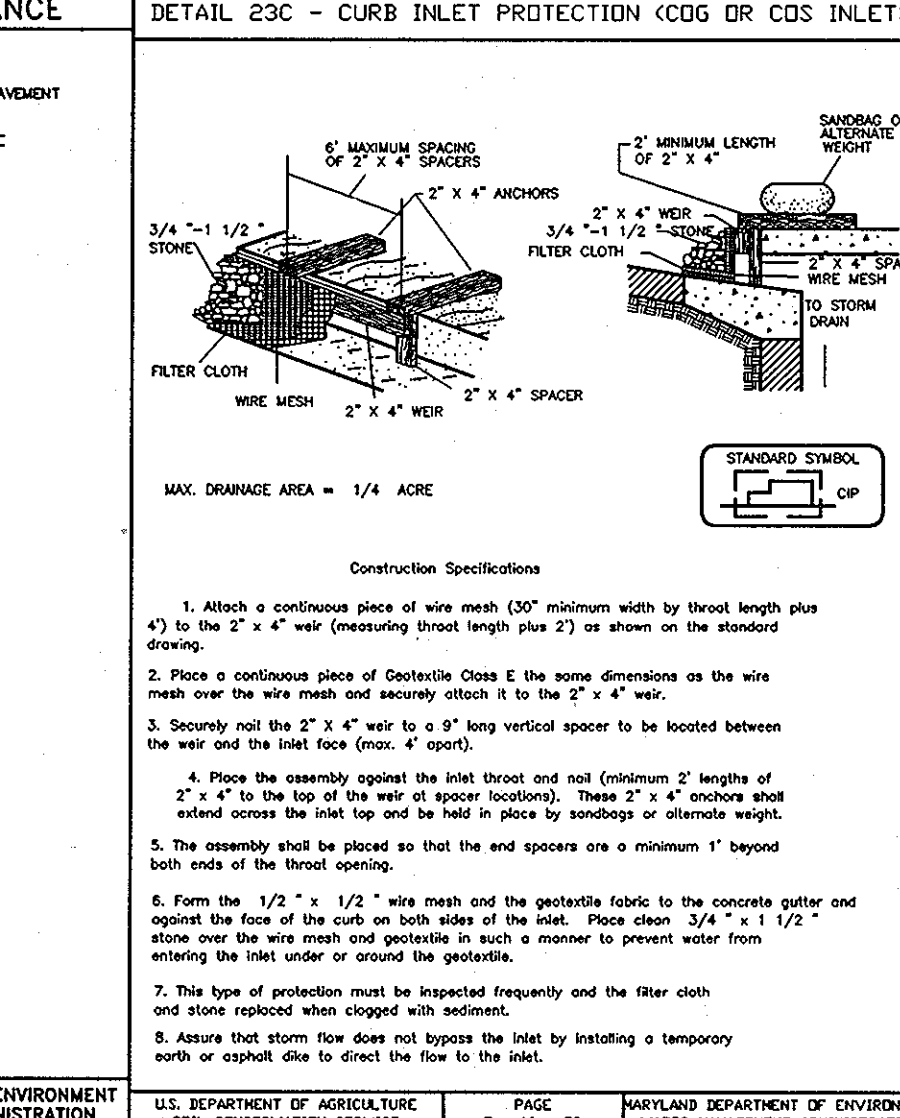 DETAIL 23C - CURB INLET PROTECTION (COG OR COS INLETS
6' MAXIMUM SPACING
OF 2" X 4" SPACERS
2" X 4" ANCHORS
3/4 "-1 1/2 "
STONE
FILTER CLOTH
WIRE MESH
2" X 4" WEIR
2" X 4" SPACER
2' MINIMUM LENGTH
OF 2" X 4"
SANDBAG O
ALTERNATE
WEIGHT
2" X 4" WEIR
3/4 "-1 1/2 " STONE
FILTER CLOTH
2" X 4" SPA
WIRE MESH
TO STORM
DRAIN
MAX. DRAINAGE AREA = 1/4 ACRE
STANDARD SYMBOL
CIP
Construction Specifications
1. Attach a continuous piece of wire mesh (30" minimum width by throat length plus
4') to the 2" x 4" weir (measuring throat length plus 2') as shown on the standard
drawing.
2. Place a continuous piece of Geotextile Class E the same dimensions as the wire
mesh over the wire mesh and securely attach it to the 2" x 4" weir.
3. Securely nail the 2" X 4" weir to a 9" long vertical spacer to be located between
the weir and the inlet face (max. 4' apart).
4. Place the assembly against the inlet throat and nail (minimum 2' lengths of
2" x 4" to the top of the weir at spacer locations). These 2" x 4" anchors shall
extend across the inlet top and be held in place by sandbags or alternate weight.
5. The assembly shall be placed so that the end spacers are a minimum 1' beyond
both ends of the throat opening.
6. Form the 1/2 " x 1/2 " wire mesh and the geotextile fabric to the concrete gutter and
against the face of the curb on both sides of the inlet. Place clean 3/4 " x 1 1/2 "
stone over the wire mesh and geotextile in such a manner to prevent water from
entering the inlet under or around the geotextile.
7. This type of protection must be inspected frequently and the filter cloth
and stone replaced when clogged with sediment.
8. Assure that storm flow does not bypass the inlet by installing a temporary
earth or asphalt dike to direct the flow to the inlet.
U.S. DEPARTMENT OF AGRICULTURE
PAGE
MARYLAND DEPARTMENT OF ENVIRON
ANCE
AVEMENT
ENVIRONMENT
NISTRATION